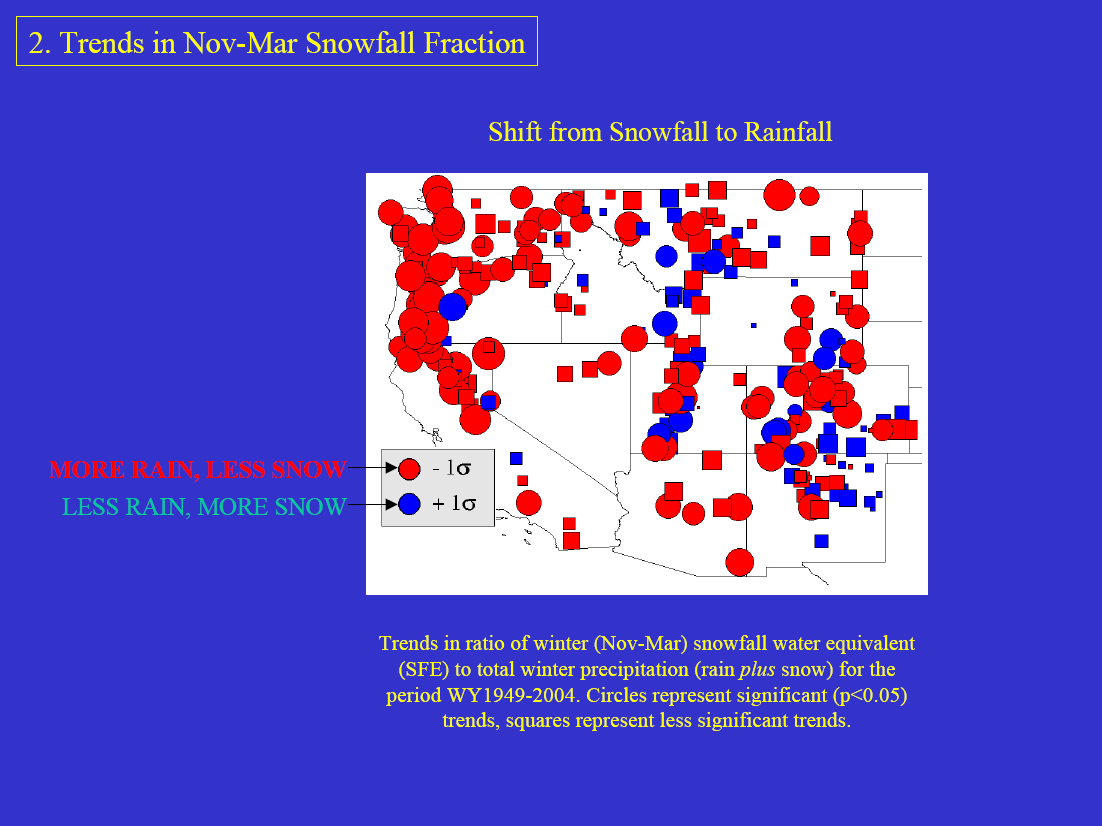 2. Trends in Nov-Mar Snowfall Fraction
Shift from Snowfall to Rainfall
MORE RAIN, LESS SNOW
- 1σ
LESS RAIN, MORE SNOW
+ 1σ
Trends in ratio of winter (Nov-Mar) snowfall water equivalent
(SFE) to total winter precipitation (rain plus snow) for the
period WY1949-2004. Circles represent significant (p<0.05)
trends, squares represent less significant trends.